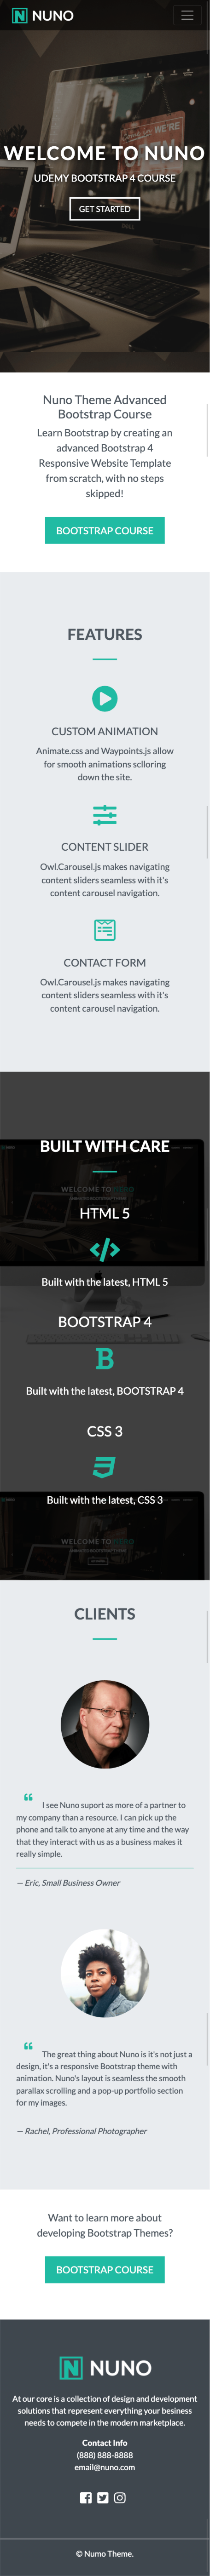 NUNO
WELCOME TO NUNO
UDEMY BOOTSTRAP 4 COURSE
GET STARTED
Nuno Theme Advanced
Bootstrap Course
Learn Bootstrap by creating an
advanced Bootstrap 4
Responsive Website Template
from scratch, with no steps
skipped!
BOOTSTRAP COURSE
FEATURES
CUSTOM ANIMATION
Animate.css and Waypoints.js allow
for smooth animations sclloring
down the site.
CONTENT SLIDER
Owl.Carousel.js makes navigating
content sliders seamless with it's
content carousel navigation.
CONTACT FORM
Owl.Carousel.js makes navigating
content sliders seamless with it's
content carousel navigation.
BUILT WITH CARE
WELCOME TO NUNO
HTML 5
Built with the latest, HTML 5
BOOTSTRAP 4
B
Built with the latest, BOOTSTRAP 4
CSS 3
Built with the latest, CSS 3
WELCOME TO NUNO
CLIENTS
“ I see Nuno suport as more of a partner to
my company than a resource. I can pick up the
phone and talk to anyone at any time and the way
that they interact with us as a business makes it
really simple.
— Eric, Small Business Owner
“ The great thing about Nuno is it's not just a
design, it's a responsive Bootstrap theme with
animation. Nuno's layout is seamless the smooth
parallax scrolling and a pop-up portfolio section
for my images.
— Rachel, Professional Photographer
Want to learn more about
developing Bootstrap Themes?
BOOTSTRAP COURSE
N NUNO
At our core is a collection of design and development
solutions that represent everything your business
needs to compete in the modern marketplace.
Contact Info
(888) 888-8888
email@nuno.com
© Numo Theme.